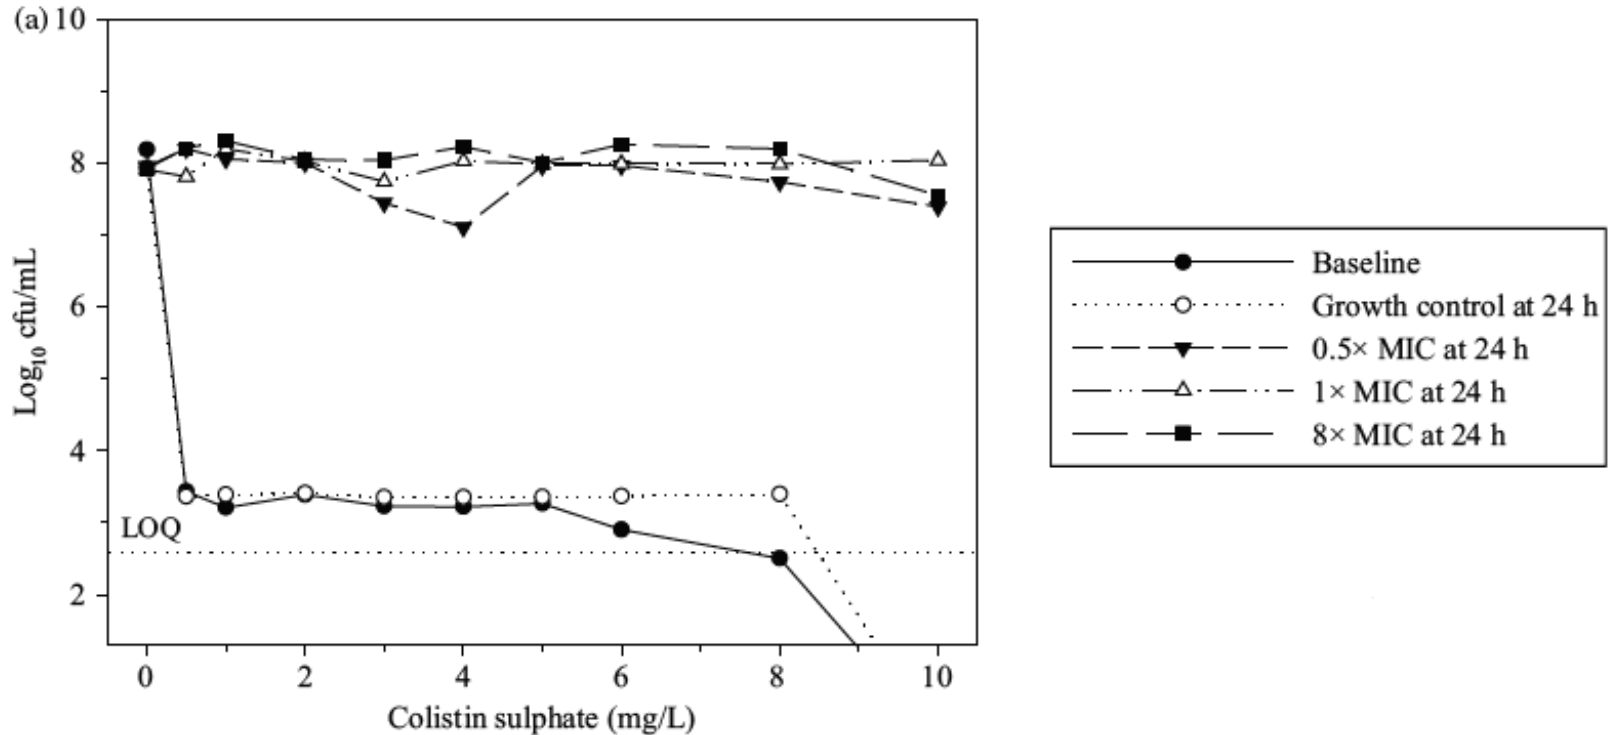 (a) 10
8
6
4
2
Log10 cfu/mL
LOQ
0 2 4 6 8 10
Colistin sulphate (mg/L)
Baseline
Growth control at 24 h
0.5× MIC at 24 h
1× MIC at 24 h
8× MIC at 24 h